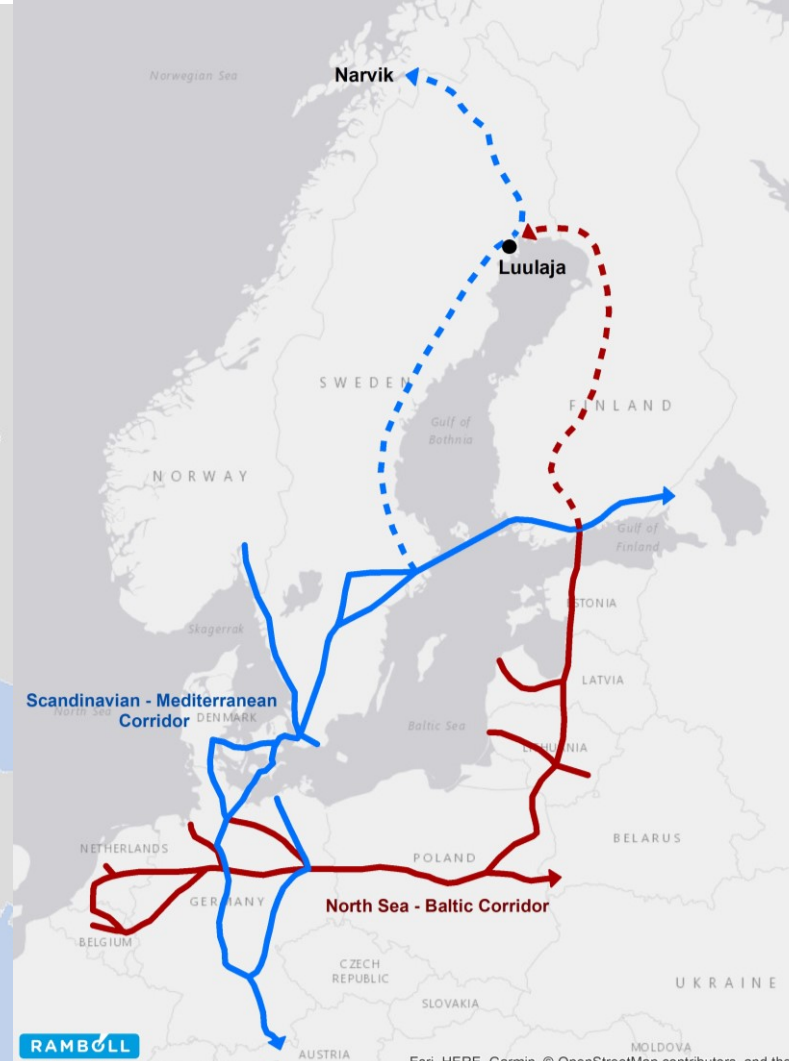 Norwegian Sea
Narvik
Luulaja
SWEDEN
FINLAND
Gulf of
Bothnia
NORWAY
Gulf of
Finland
ESTONIA
Skagerrak
LATVIA
Scandinavian - Mediterranean
Corridor
North Sea
DENMARK
Baltic Sea
LITHUANIA
NETHERLANDS
POLAND
BELARUS
GERMANY
North Sea - Baltic Corridor
BELGIUM
CZECH
REPUBLIC
UKRAINE
SLOVAKIA
RAMBOLL
AUSTRIA
MOLDOVA
Esri, HERE, Garmin, © OpenStreetMap contributors, and the